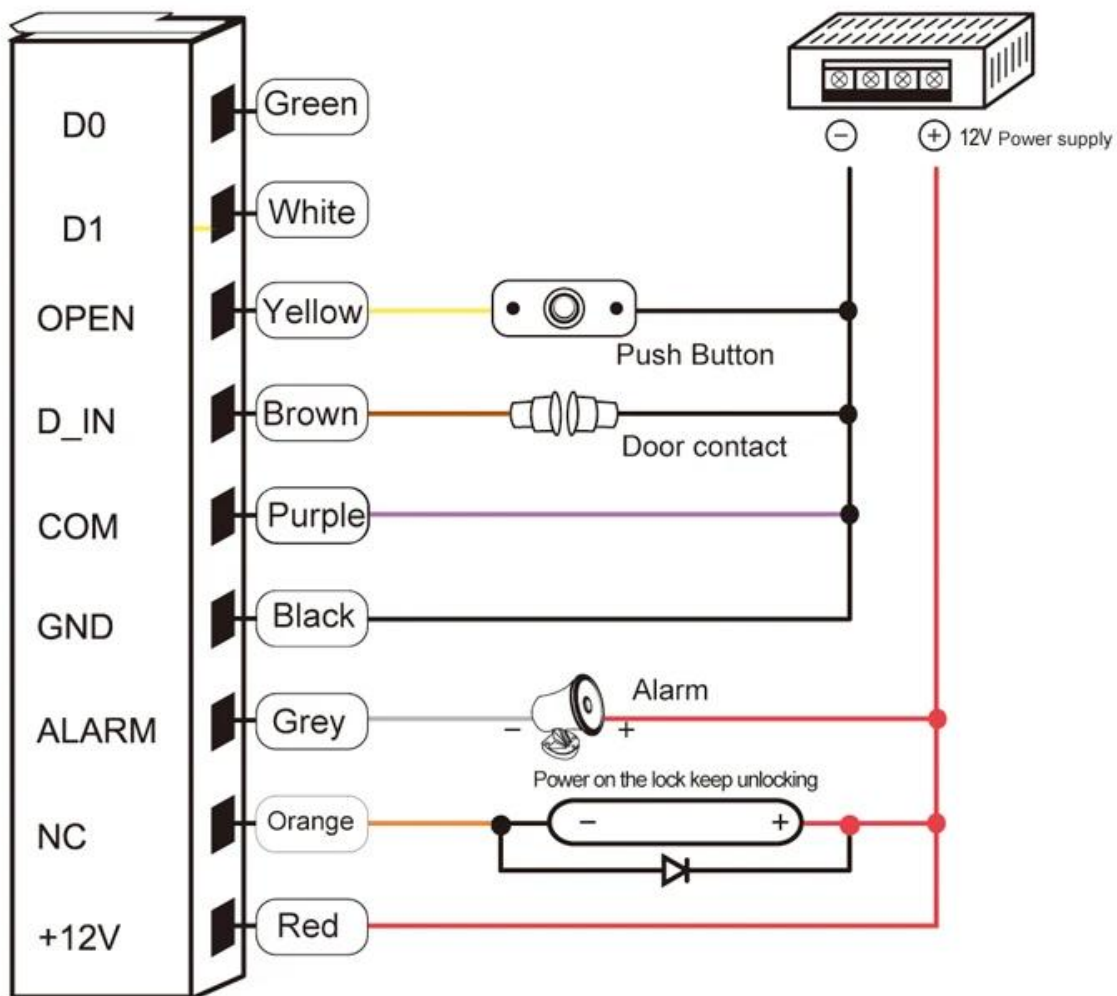 D0 Green
D1 White
OPEN Yellow
D_IN Brown
COM Purple
GND Black
ALARM Grey
NC Orange
+12V Red
− + 12V Power supply
Push Button
Door contact
Alarm
− +
Power on the lock keep unlocking
− +